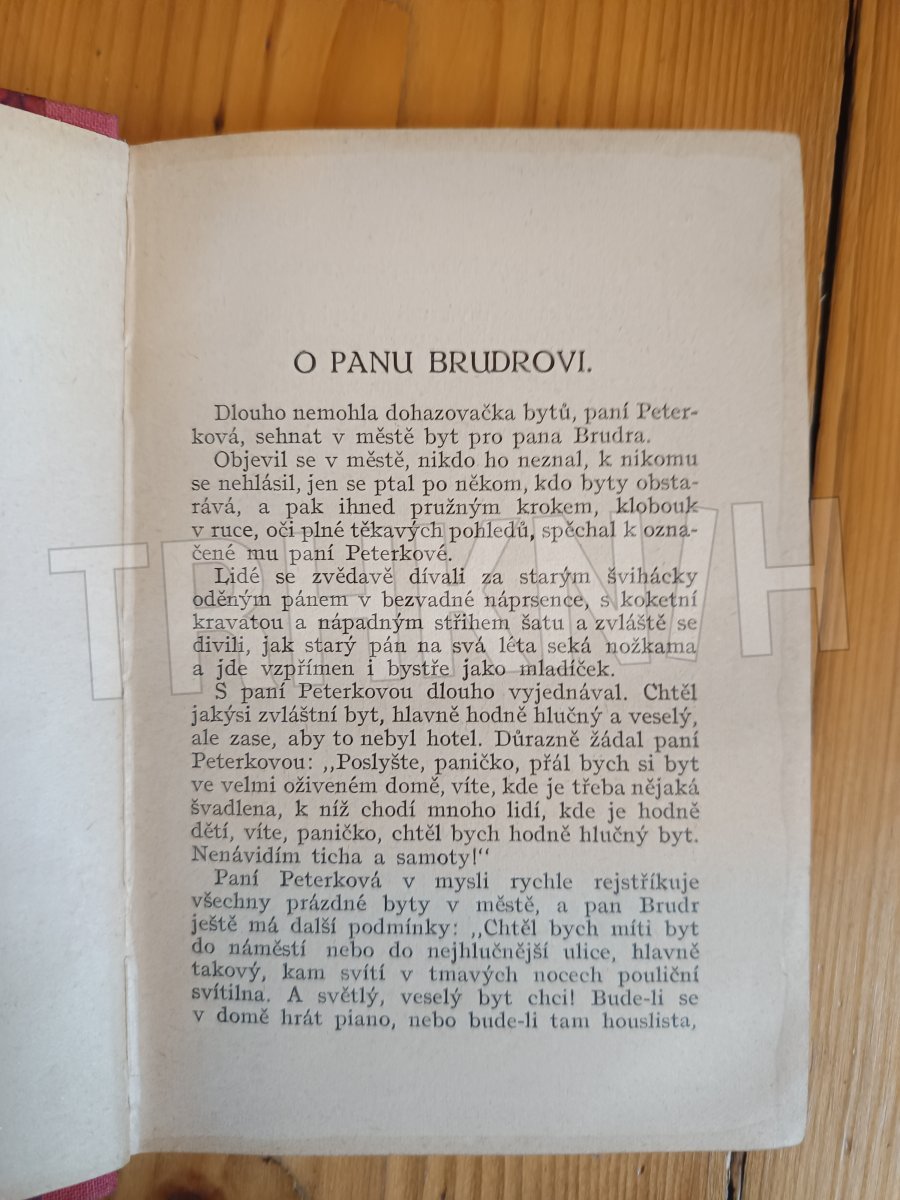 O PANU BRUDROVI.
Dlouho nemohla dohazovačka bytů, paní Peter-
ková, sehnat v městě byt pro pana Brudra.
Objevil se v městě, nikdo ho neznal, k nikomu
se nehlásil, jen se ptal po někom, kdo byty obsta-
rává, a pak ihned pružným krokem, klobouk
v ruce, oči plné těkavých pohledů, spěchal k ozna-
čené mu paní Peterkové.
Lidé se zvědavě dívali za starým švihácky
oděným pánem v bezvadné náprsence, s koketní
kravatou a nápadným střihem šatu a zvláště se
divili, jak starý pán na svá léta seká nožkama
a jde vzpřímen i bystře jako mladíček.
S paní Peterkovou dlouho vyjednával. Chtěl
jakýsi zvláštní byt, hlavně hodně hlučný a veselý,
ale zase, aby to nebyl hotel. Důrazně žádal paní
Peterkovou: „Poslyšte, paničko, přál bych si byt
ve velmi oživeném domě, víte, kde je třeba nějaká
švadlena, k níž chodí mnoho lidí, kde je hodně
dětí, víte, paničko, chtěl bych hodně hlučný byt.
Nenávidím ticha a samoty!“
Paní Peterková v mysli rychle rejstříkuje
všechny prázdné byty v městě, a pan Brudr
ještě má další podmínky: „Chtěl bych míti byt
do náměstí nebo do nejhlučnější ulice, hlavně
takový, kam svítí v tmavých nocech pouliční
svítilna. A světlý, veselý byt chci! Bude-li se
v domě hrát piano, nebo bude-li tam houslista,